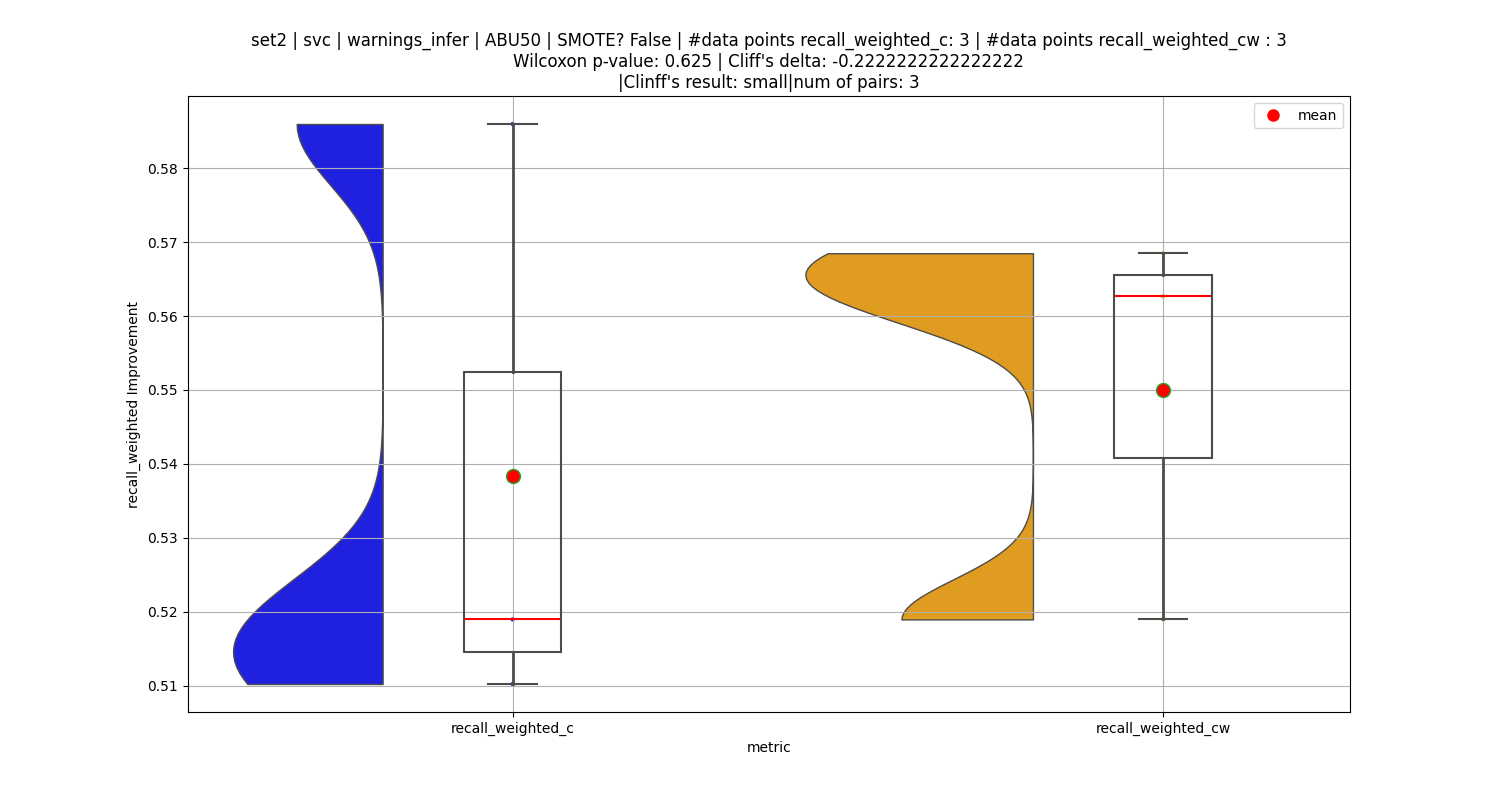 set2 | svc | warnings_infer | ABU50 | SMOTE? False | #data points recall_weighted_c: 3 | #data points recall_weighted_cw : 3
Wilcoxon p-value: 0.625 | Cliff's delta: -0.2222222222222222
|Clinff's result: small|num of pairs: 3
mean
0.58
0.57
0.56
0.55
0.54
0.53
0.52
0.51
recall_weighted Improvement
recall_weighted_c
recall_weighted_cw
metric